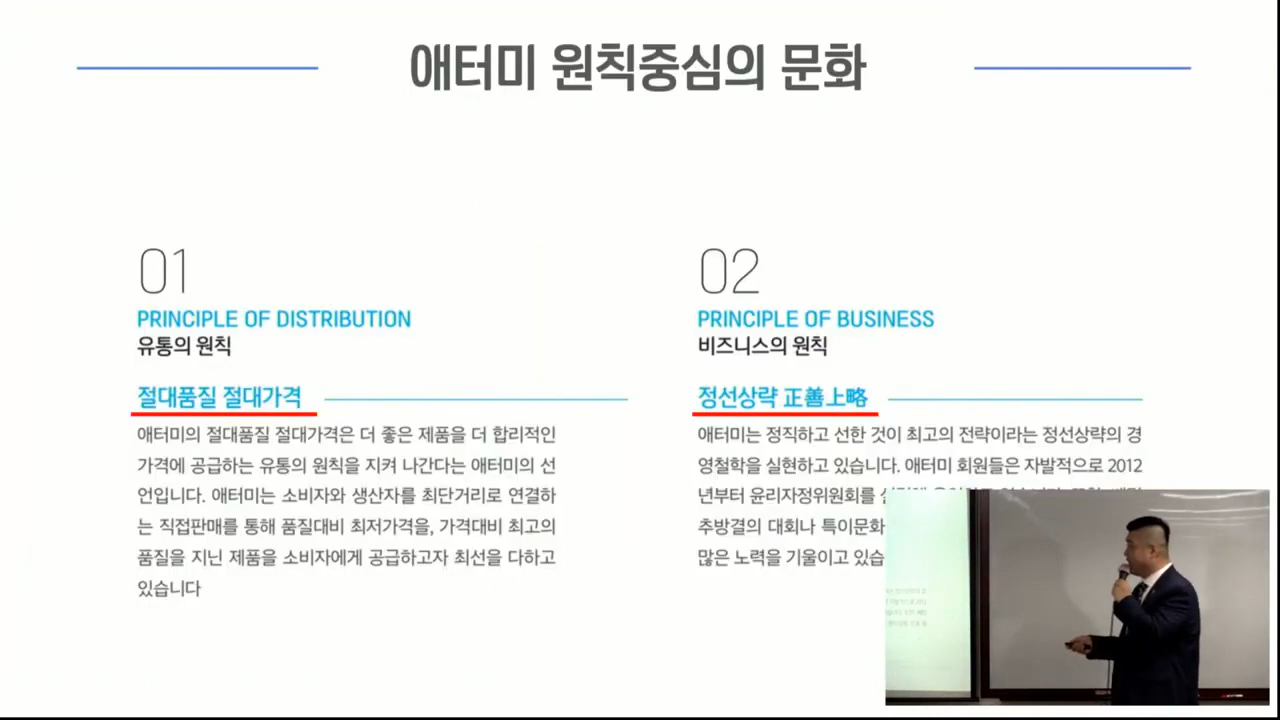 애터미 원칙중심의 문화
01
PRINCIPLE OF DISTRIBUTION
유통의 원칙
절대품질 절대가격
애터미의 절대품질 절대가격은 더 좋은 제품을 더 합리적인
가격에 공급하는 유통의 원칙을 지켜 나간다는 애터미의 선
언입니다. 애터미는 소비자와 생산자를 최단거리로 연결하
는 직접판매를 통해 품질대비 최저가격을, 가격대비 최고의
품질을 지닌 제품을 소비자에게 공급하고자 최선을 다하고
있습니다
02
PRINCIPLE OF BUSINESS
비즈니스의 원칙
정선상략 正善上略
애터미는 정직하고 선한 것이 최고의 전략이라는 정선상략의 경
영철학을 실현하고 있습니다. 애터미 회원들은 자발적으로 2012
년부터 윤리자정위원회를
추방결의 대회나 특이문화
많은 노력을 기울이고